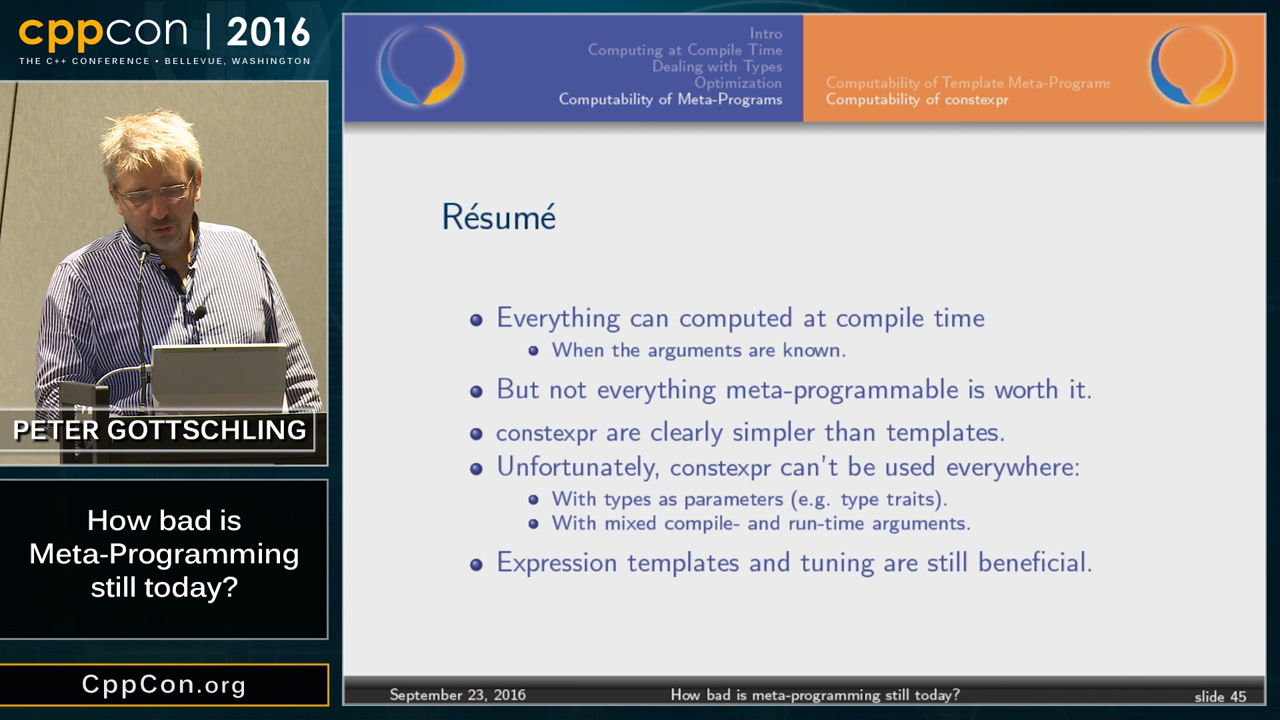 cppcon | 2016
THE C++ CONFERENCE • BELLEVUE, WASHINGTON
PETER GOTTSCHLING
How bad is
Meta-Programming
still today?
CppCon.org
Intro
Computing at Compile Time
Dealing with Types
Optimization
Computability of Meta-Programs
Computability of Template Meta-Programs
Computability of constexpr
Résumé
Everything can computed at compile time
When the arguments are known.
But not everything meta-programmable is worth it.
constexpr are clearly simpler than templates.
Unfortunately, constexpr can't be used everywhere:
With types as parameters (e.g. type traits).
With mixed compile- and run-time arguments.
Expression templates and tuning are still beneficial.
September 23, 2016
How bad is meta-programming still today?
slide 45